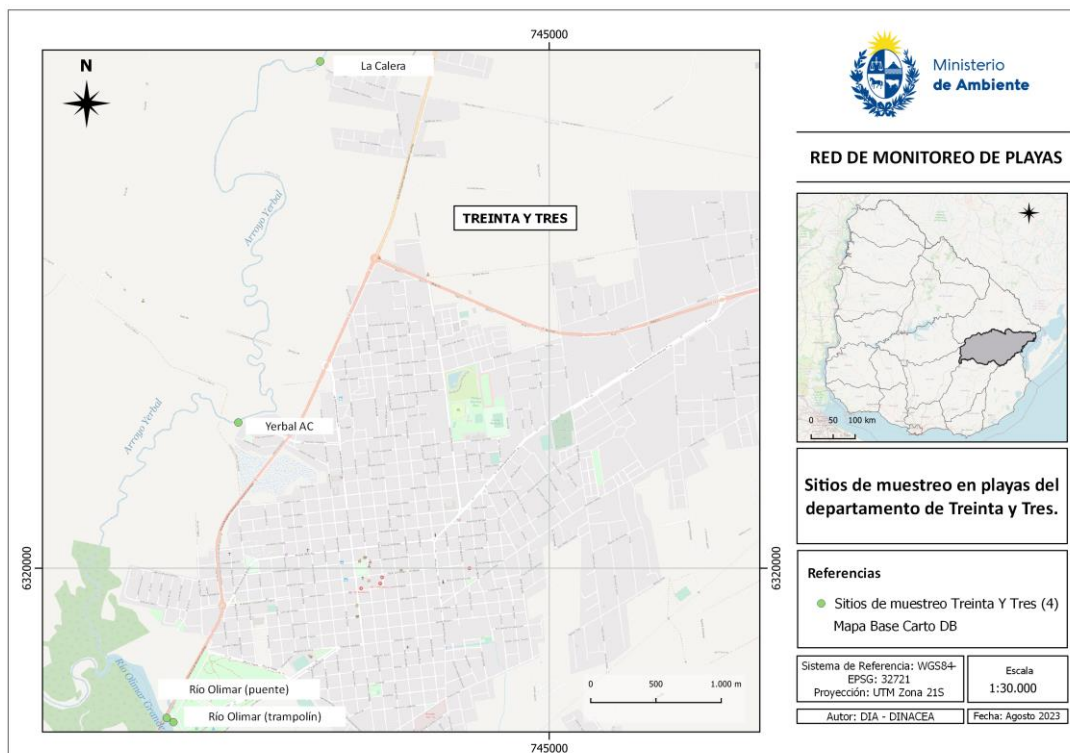 745000
N
La Calera
TREINTA Y TRES
Arroyo Yerbal
Arroyo Yerbal
Yerbal AC
6320000
6320000
Río Olimar (puente)
Río Olimar (trampolín)
Río Olimar Grande
0 500 1.000 m
745000
Ministerio
de Ambiente
RED DE MONITOREO DE PLAYAS
0 50 100 km
Sitios de muestreo en playas del
departamento de Treinta y Tres.
Referencias
Sitios de muestreo Treinta Y Tres (4)
Mapa Base Carto DB
Sistema de Referencia: WGS84
EPSG: 32721
Proyección: UTM Zona 21S
Escala
1:30.000
Autor: DIA - DINACEA
Fecha: Agosto 2023